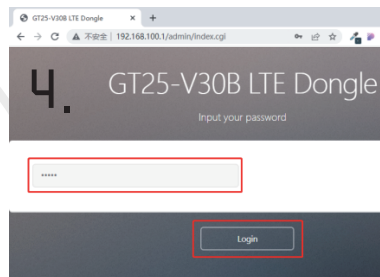 GT25-V30B LTE Dongle
不安全 | 192.168.100.1/admin/index.cgi
4.
GT25-V30B LTE Dongle
Input your password
•••••
Login